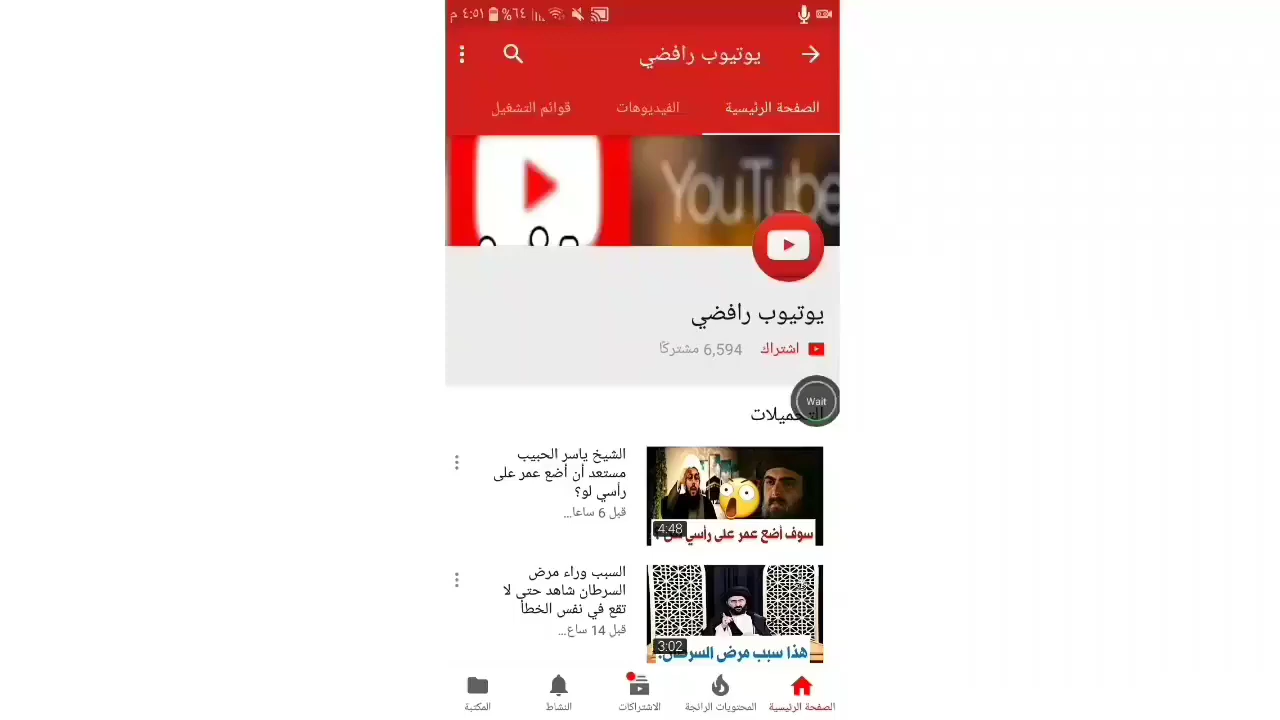 ٤:٥١ م ٦٤%
يوتيوب رافضي
الصفحة الرئيسية
الفيديوهات
قوائم التشغيل
YouTube
يوتيوب رافضي
اشتراك 6,594 مشتركًا
Wait
التحميلات
الشيخ ياسر الحبيب
مستعد أن أضع عمر على
رأسي لو؟
قبل 6 ساعا...
4:48
سوف أضع عمر على رأسي
السبب وراء مرض
السرطان شاهد حتى لا
تقع في نفس الخطأ
قبل 14 ساع...
3:02
هذا سبب مرض السرطان.
الصفحة الرئيسية
المحتويات الرائجة
الاشتراكات
النشاط
المكتبة